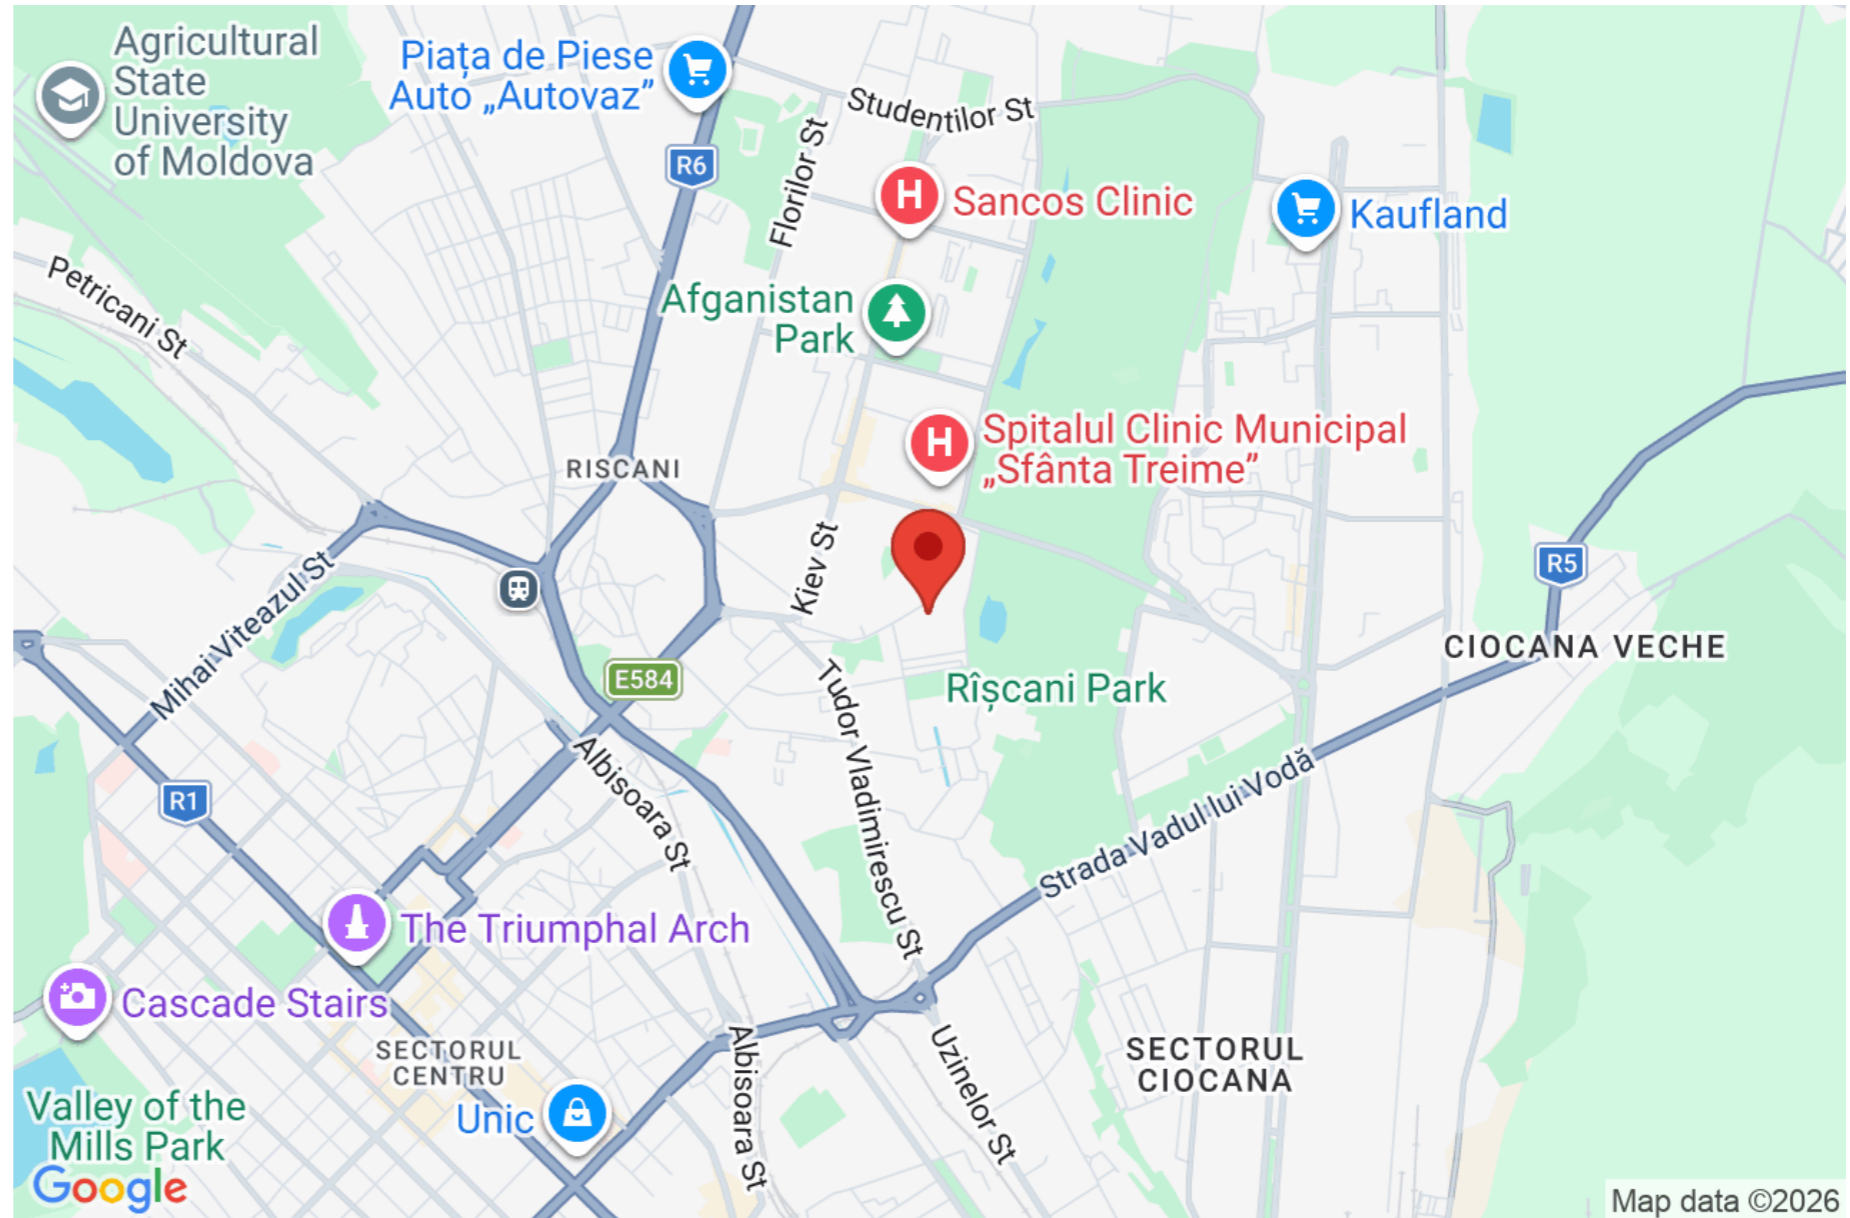 Agricultural
State
University
of Moldova
Piața de Piese
Auto „Autovaz”
Studentilor St
Florilor St
R6
Sancos Clinic
Kaufland
Petricani St
Afganistan
Park
Spitalul Clinic Municipal
„Sfânta Treime”
RISCANI
Kiev St
R5
Mihai Viteazul St
CIOCANA VECHE
E584
Rîșcani Park
Tudor Vladimirescu St
Albisoara St
R1
Strada Vadul lui Vodă
The Triumphal Arch
Cascade Stairs
SECTORUL
CENTRU
Albisoara St
Uzinelor St
SECTORUL
CIOCANA
Unic
Valley of the
Mills Park
Google
Map data ©2026